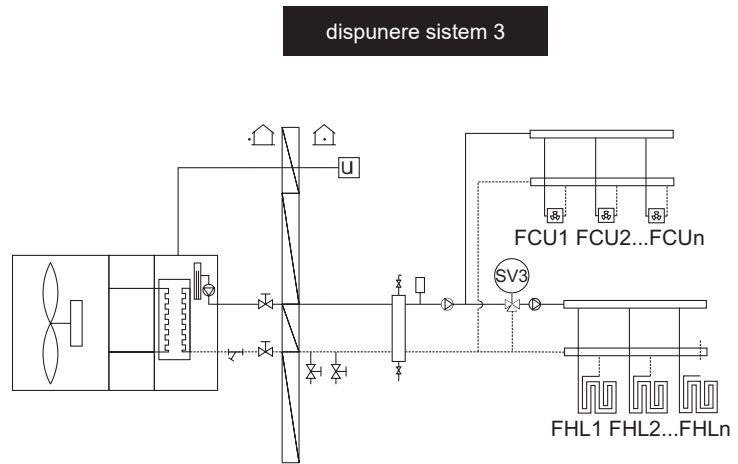 dispunere sistem 3
u
FCU1 FCU2...FCUn
SV3
FHL1 FHL2...FHLn